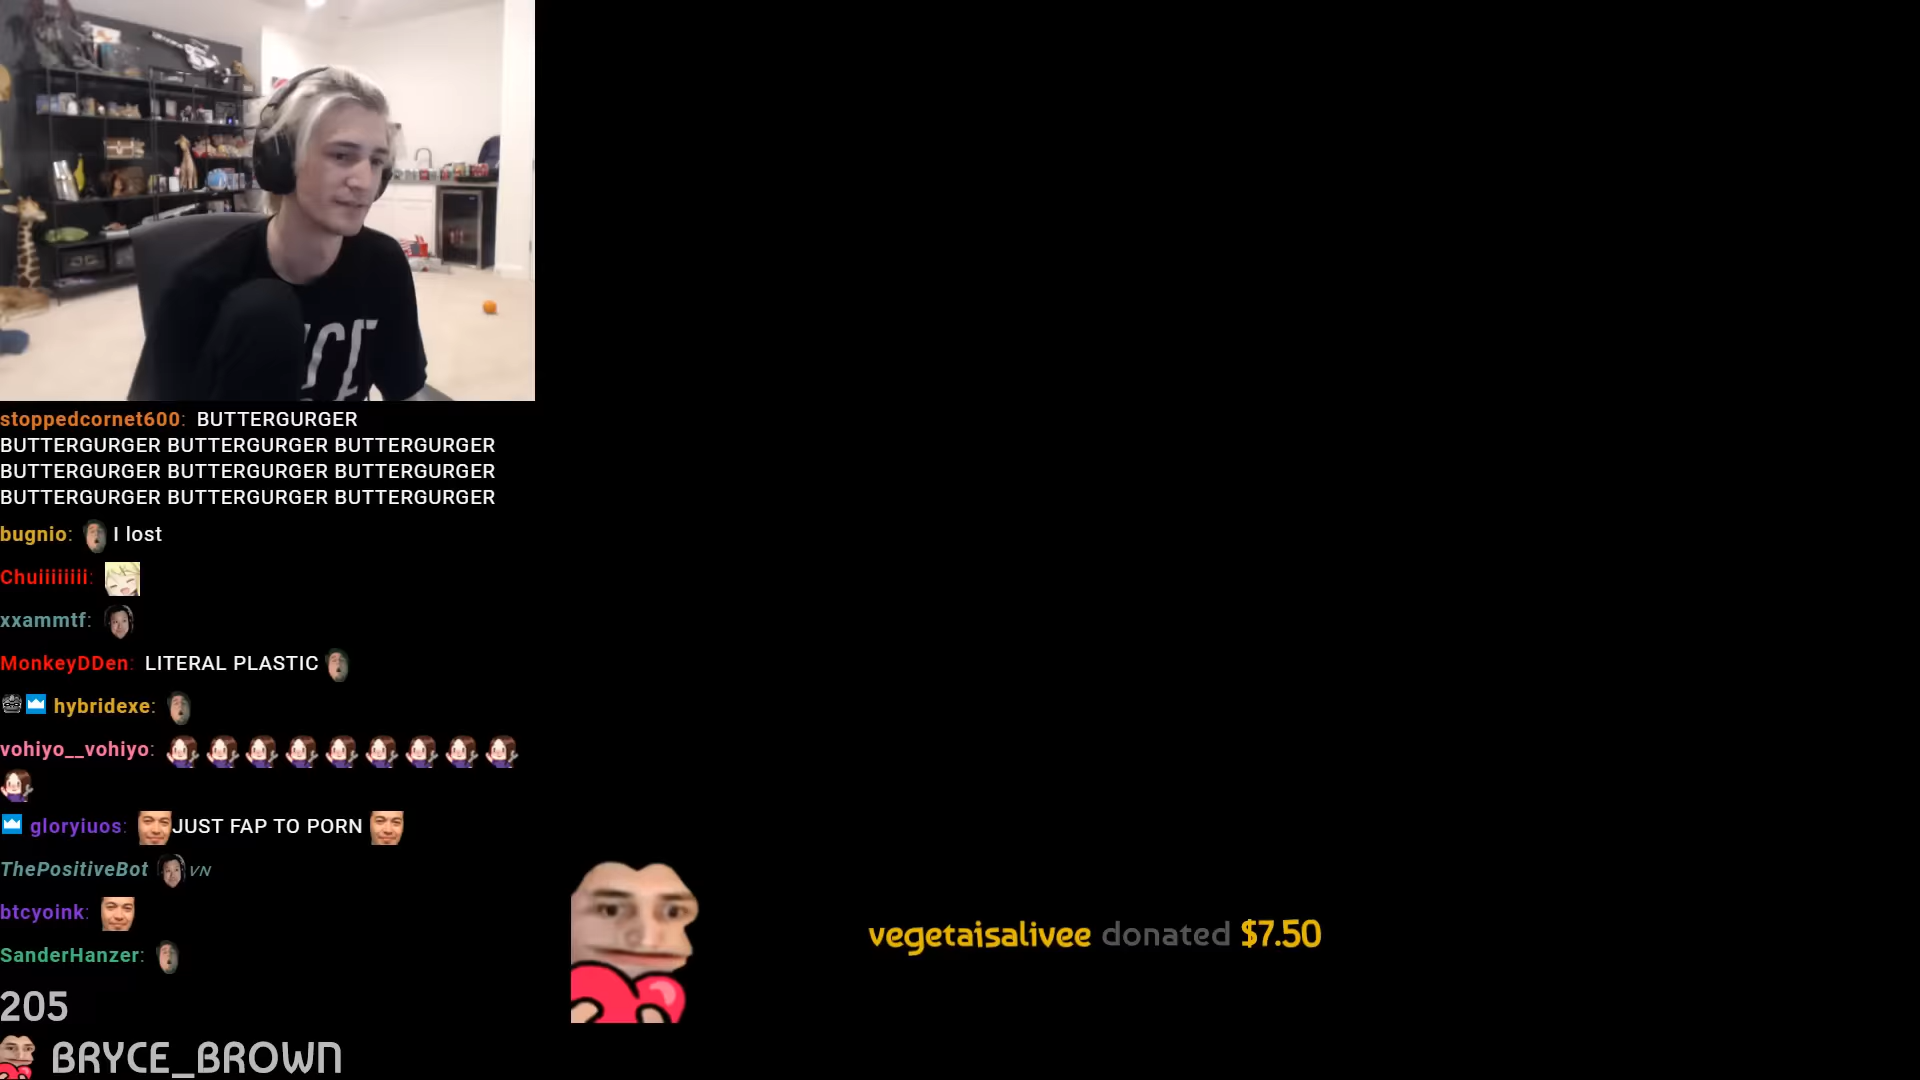 stoppedcornet600: BUTTERGURGER
BUTTERGURGER BUTTERGURGER BUTTERGURGER
BUTTERGURGER BUTTERGURGER BUTTERGURGER
BUTTERGURGER BUTTERGURGER BUTTERGURGER
bugnio: I lost
Chuiiiiiiii:
xxammtf:
MonkeyDDen: LITERAL PLASTIC
hybridexe:
vohiyo__vohiyo:
gloryiuos: JUST FAP TO PORN
ThePositiveBot VN
btcyoink:
SanderHanzer:
205
BRYCE_BROWN
vegetaisalivee donated $7.50